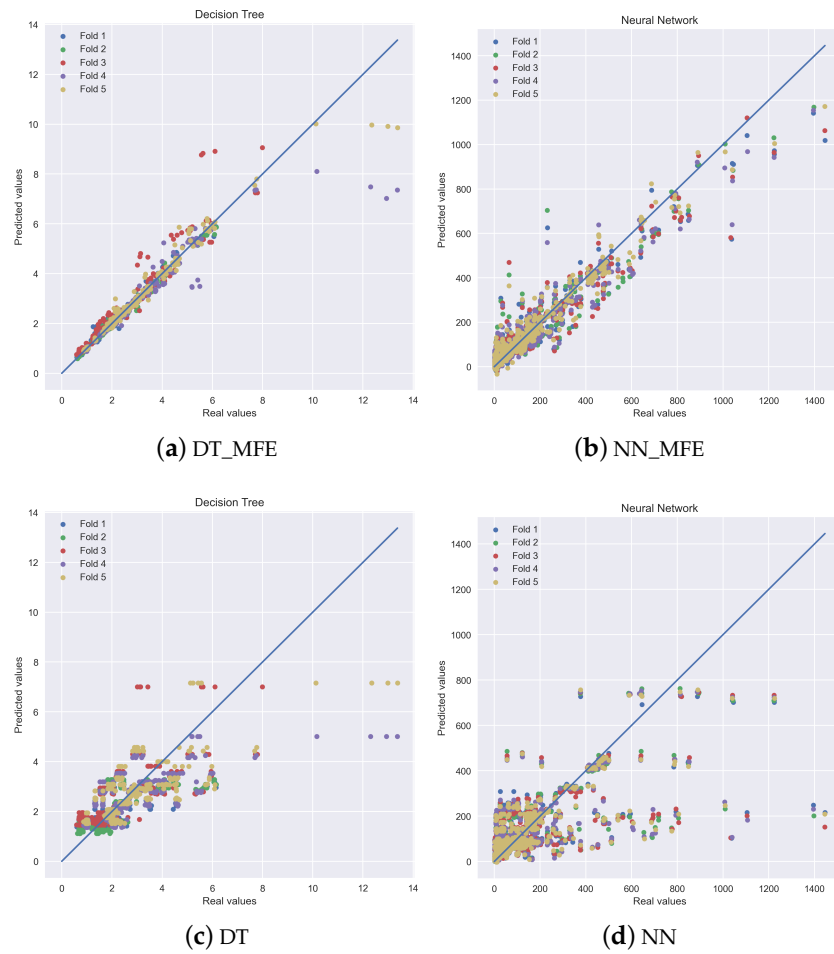 Decision Tree
14
12
10
8
6
4
2
0
Predicted values
Fold 1
Fold 2
Fold 3
Fold 4
Fold 5
0 2 4 6 8 10 12 14
Real values
(a) DT_MFE
Neural Network
1400
1200
1000
800
600
400
200
0
Predicted values
Fold 1
Fold 2
Fold 3
Fold 4
Fold 5
0 200 400 600 800 1000 1200 1400
Real values
(b) NN_MFE
Decision Tree
14
12
10
8
6
4
2
0
Predicted values
Fold 1
Fold 2
Fold 3
Fold 4
Fold 5
0 2 4 6 8 10 12 14
Real values
(c) DT
Neural Network
1400
1200
1000
800
600
400
200
0
Predicted values
Fold 1
Fold 2
Fold 3
Fold 4
Fold 5
0 200 400 600 800 1000 1200 1400
Real values
(d) NN